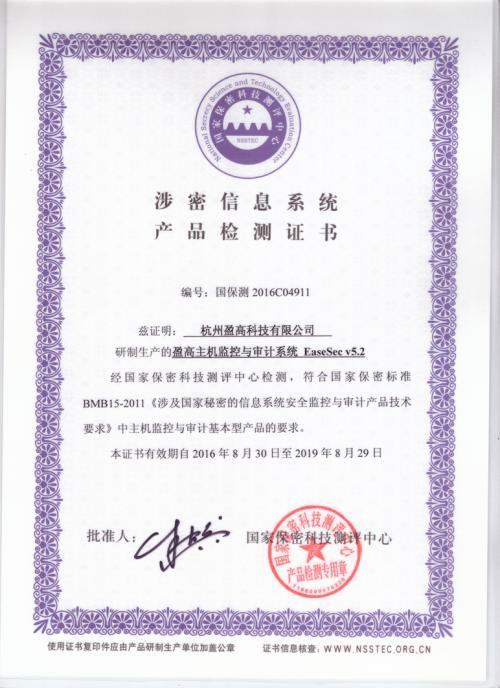 国家保密科技测评中心
National Secrecy Science and Technology Evaluation Center
NSSTEC
涉密信息系统
产品检测证书
编号：国保测 2016C04911
兹证明： 杭州盈高科技有限公司
研制生产的盈高主机监控与审计系统 EaseSec v5.2
经国家保密科技测评中心检测，符合国家保密标准
BMB15-2011《涉及国家秘密的信息系统安全监控与审计产品技术
要求》中主机监控与审计基本型产品的要求。
本证书有效期自 2016 年 8 月 30 日至 2019 年 8 月 29 日
批准人：
国家保密科技测评中心
国家保密科技测评中心
产品检测专用章
使用证书复印件应由产品研制生产单位加盖公章
证书信息核查：WWW.NSSTEC.ORG.CN